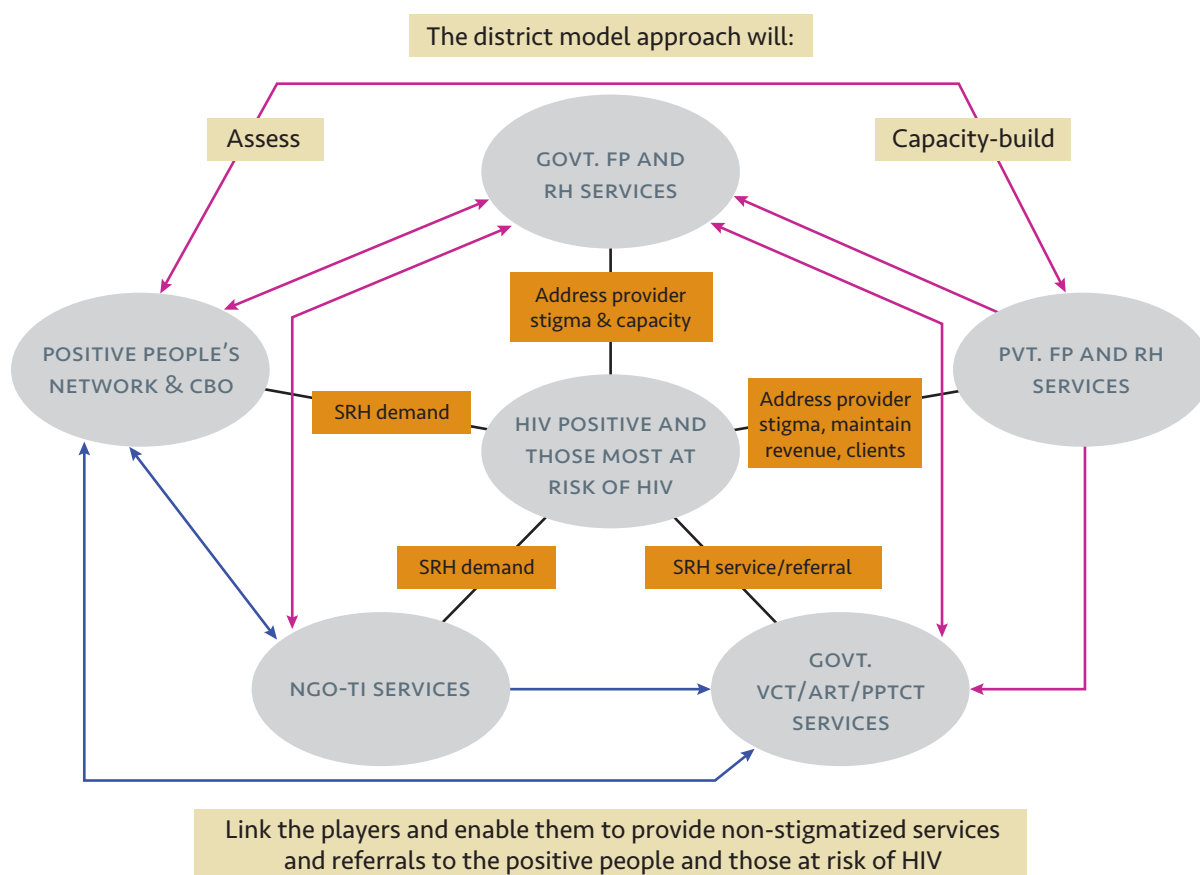 The district model approach will:
Assess
Capacity-build
GOVT. FP AND
RH SERVICES
Address provider
stigma & capacity
POSITIVE PEOPLE'S
NETWORK & CBO
PVT. FP AND RH
SERVICES
SRH demand
HIV POSITIVE AND
THOSE MOST AT
RISK OF HIV
Address provider
stigma, maintain
revenue, clients
SRH demand
SRH service/referral
NGO-TI SERVICES
GOVT.
VCT/ART/PPTCT
SERVICES
Link the players and enable them to provide non-stigmatized services
and referrals to the positive people and those at risk of HIV